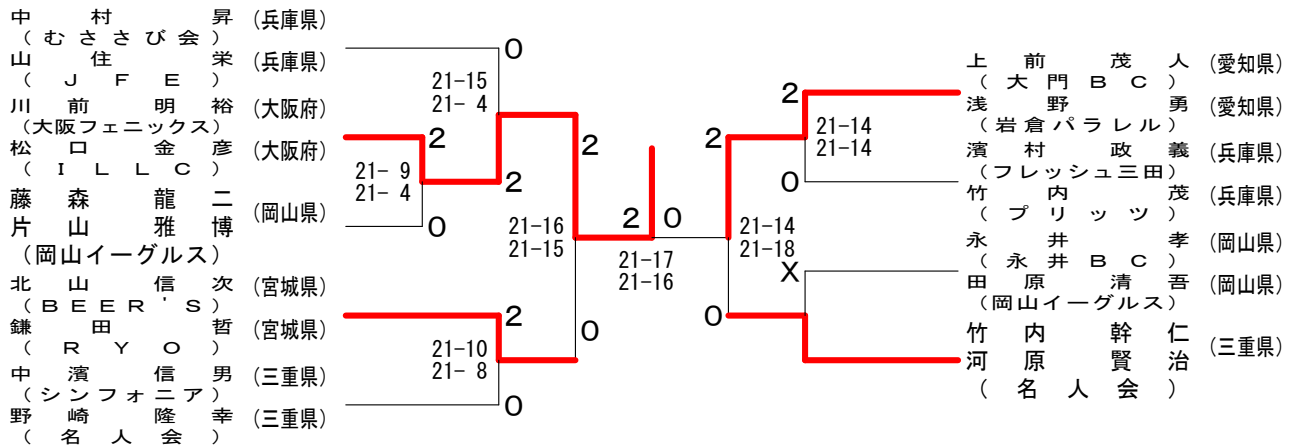 中村昇 (兵庫県)
(むささび会)
山住栄 (兵庫県)
(JFE)
川前明裕 (大阪府)
(大阪フェニックス)
松口金彦 (大阪府)
(ILLC)
藤森龍二
片山雅博 (岡山県)
(岡山イーグルス)
北山信次 (宮城県)
(BEER'S)
鎌田哲 (宮城県)
(RYO)
中濱信男 (三重県)
(シンフォニア)
野崎隆幸 (三重県)
(名人会)
0
21-15
21- 4
2
2
21- 9
21- 4
0
2
21-16
21-15
0
2
21-10
21- 8
0
2
0
21-17
21-16
2
21-14
21-18
0
2
21-14
21-14
0
X
上前茂人 (愛知県)
(大門BC)
浅野勇 (愛知県)
(岩倉パラレル)
濱村政義 (兵庫県)
(フレッシュ三田)
竹内茂 (兵庫県)
(プリッツ)
永井孝 (岡山県)
(永井BC)
田原清吾 (岡山県)
(岡山イーグルス)
竹内幹仁
河原賢治 (三重県)
(名人会)